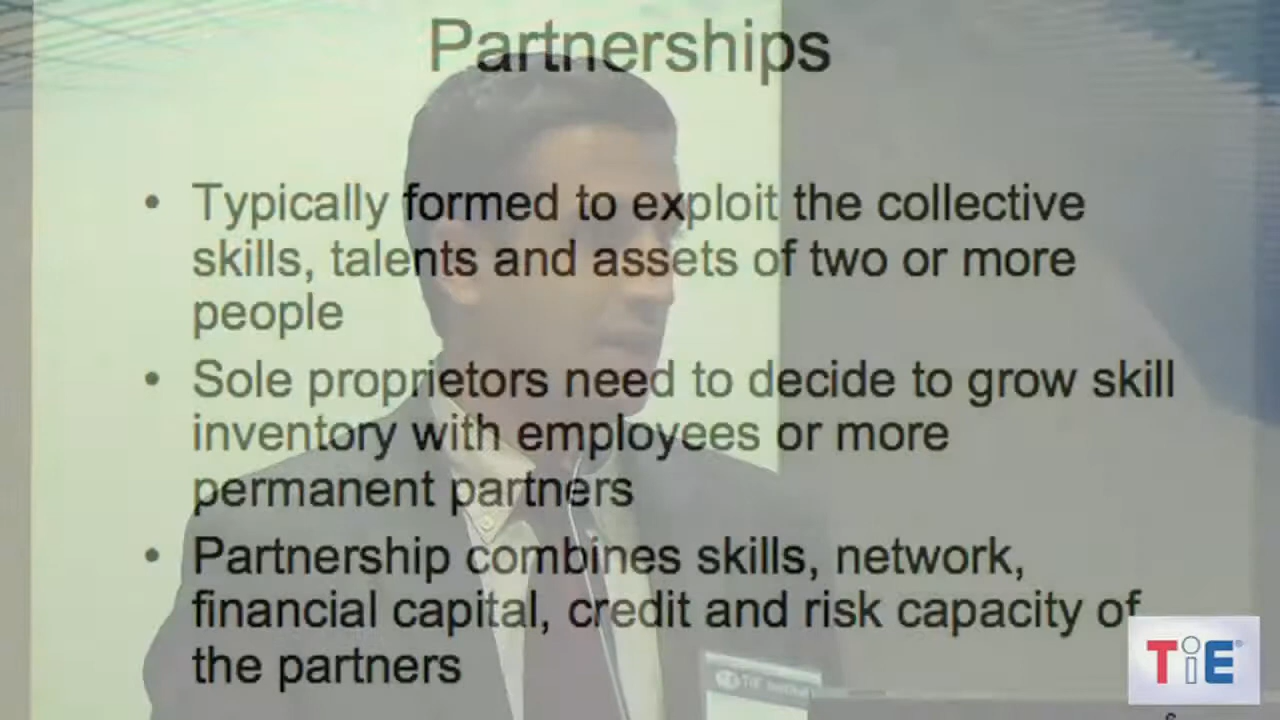 Partnerships
• Typically formed to exploit the collective
skills, talents and assets of two or more
people
• Sole proprietors need to decide to grow skill
inventory with employees or more
permanent partners
• Partnership combines skills, network,
financial capital, credit and risk capacity of
the partners
TiE
TiE